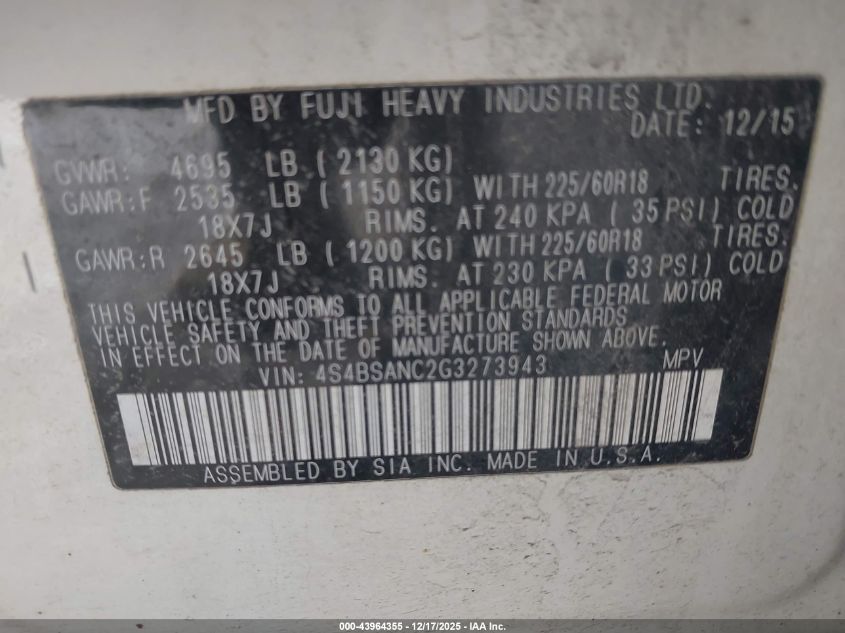 MFD BY FUJI HEAVY INDUSTRIES LTD.
DATE: 12/15
GVWR: 4695 LB ( 2130 KG)
GAWR:F 2535 LB ( 1150 KG) WITH 225/60R18 TIRES.
18X7J RIMS. AT 240 KPA ( 35 PSI) COLD
GAWR:R 2645 LB ( 1200 KG) WITH 225/60R18 TIRES.
18X7J RIMS. AT 230 KPA ( 33 PSI) COLD
THIS VEHICLE CONFORMS TO ALL APPLICABLE FEDERAL MOTOR
VEHICLE SAFETY AND THEFT PREVENTION STANDARDS
IN EFFECT ON THE DATE OF MANUFACTURE SHOWN ABOVE.
VIN: 4S4BSANC2G3273943 MPV
ASSEMBLED BY SIA INC. MADE IN U.S.A.
000-43964355 - 12/17/2025 - IAA Inc.